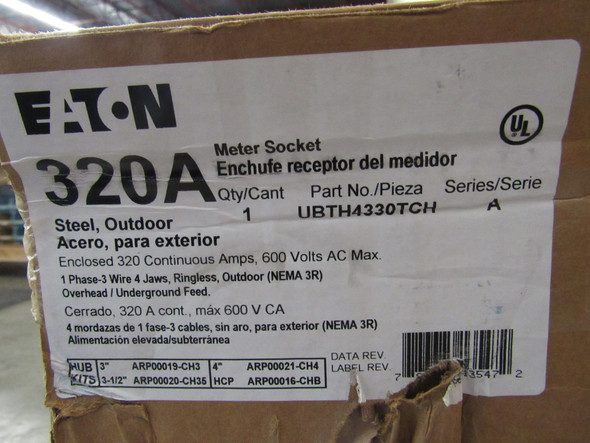 EATON
UL
320A
Meter Socket
Enchufe receptor del medidor
Qty/Cant Part No./Pieza Series/Serie
1 UBTH4330TCH A
Steel, Outdoor
Acero, para exterior
Enclosed 320 Continuous Amps, 600 Volts AC Max.
1 Phase-3 Wire 4 Jaws, Ringless, Outdoor (NEMA 3R)
Overhead / Underground Feed.
Cerrado, 320 A cont., máx 600 V CA
4 mordazas de 1 fase-3 cables, sin aro, para exterior (NEMA 3R)
Alimentación elevada/subterránea
HUB 3" ARP00019-CH3 4" ARP00021-CH4
KITS 3-1/2" ARP00020-CH35 HCP ARP00016-CHB
DATA REV
LABEL REV
7 3547 2